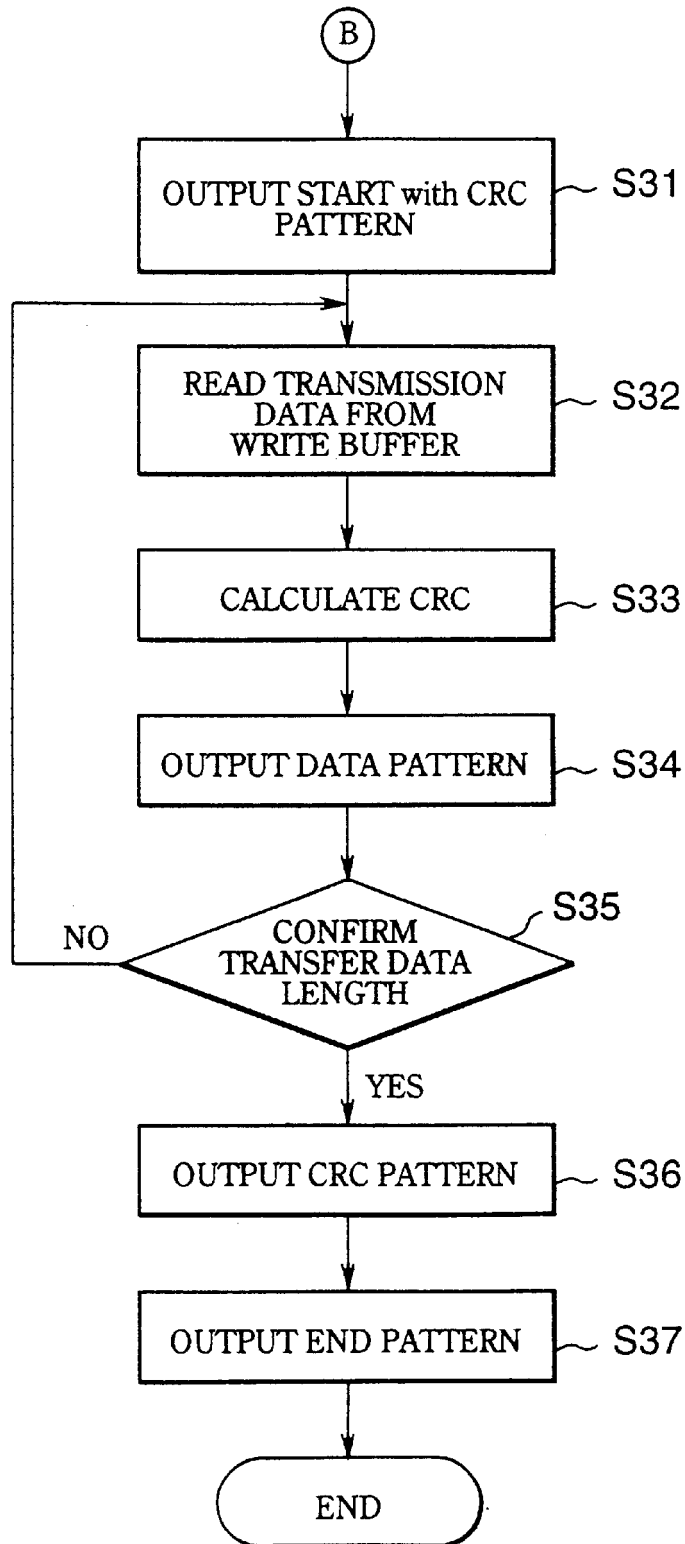 B
OUTPUT START with CRC
PATTERN
S31
READ TRANSMISSION
DATA FROM
WRITE BUFFER
S32
CALCULATE CRC
S33
OUTPUT DATA PATTERN
S34
S35
NO
CONFIRM
TRANSFER DATA
LENGTH
YES
OUTPUT CRC PATTERN
S36
OUTPUT END PATTERN
S37
END